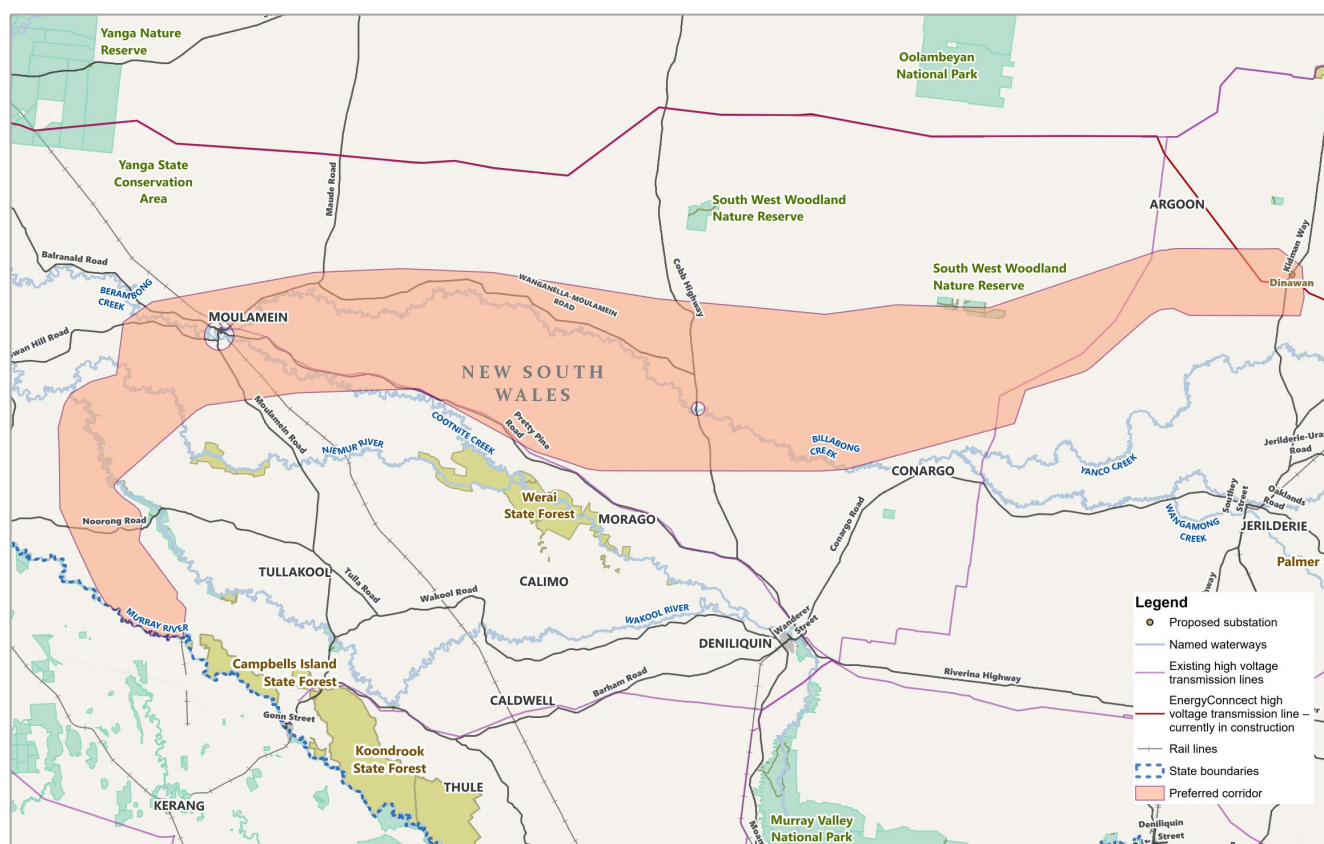 Yanga Nature
Reserve
Oolambeyan
National Park
Yanga State
Conservation
Area
Maude Road
South West Woodland
Nature Reserve
ARGOON
Kidman Way
Balranald Road
BERAMBONG
CREEK
MOULAMEIN
WANGANELLA-MOULAMEIN
ROAD
Cobb Highway
South West Woodland
Nature Reserve
Dinawan
owan Hill Road
NEW SOUTH
WALES
Moulamein Road
COOTNITE CREEK
Pretty Pine
Road
NIEMUR RIVER
BILLABONG
CREEK
CONARGO
YANCO CREEK
Jerilderie-Ura
Road
Werai
State Forest
MORAGO
Conargo Road
Southey
Street
Oaklands
Road
WANGAMONG
CREEK
JERILDERIE
Noorong Road
TULLAKOOL
Tulla Road
CALIMO
Wakool Road
WAKOOL RIVER
Palmer
MURRAY RIVER
DENILIQUIN
Wanderer
Street
hway
Campbells Island
State Forest
CALDWELL
Barham Road
Riverina Highway
Gonn Street
Koondrook
State Forest
THULE
KERANG
Murray Valley
National Park
Moam
Deniliquin
Street
Legend
Proposed substation
Named waterways
Existing high voltage
transmission lines
EnergyConncect high
voltage transmission line –
currently in construction
Rail lines
State boundaries
Preferred corridor